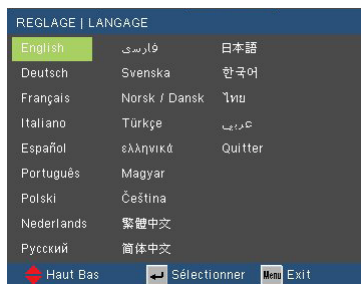 REGLAGE | LANGAGE
English فارسی 日本語
Deutsch Svenska 한국어
Français Norsk / Dansk ไทย
Italiano Türkçe عربي
Español ελληνικά Quitter
Português Magyar
Polski Čeština
Nederlands 繁體中文
Русский 简体中文
Haut Bas Sélectionner Menu Exit